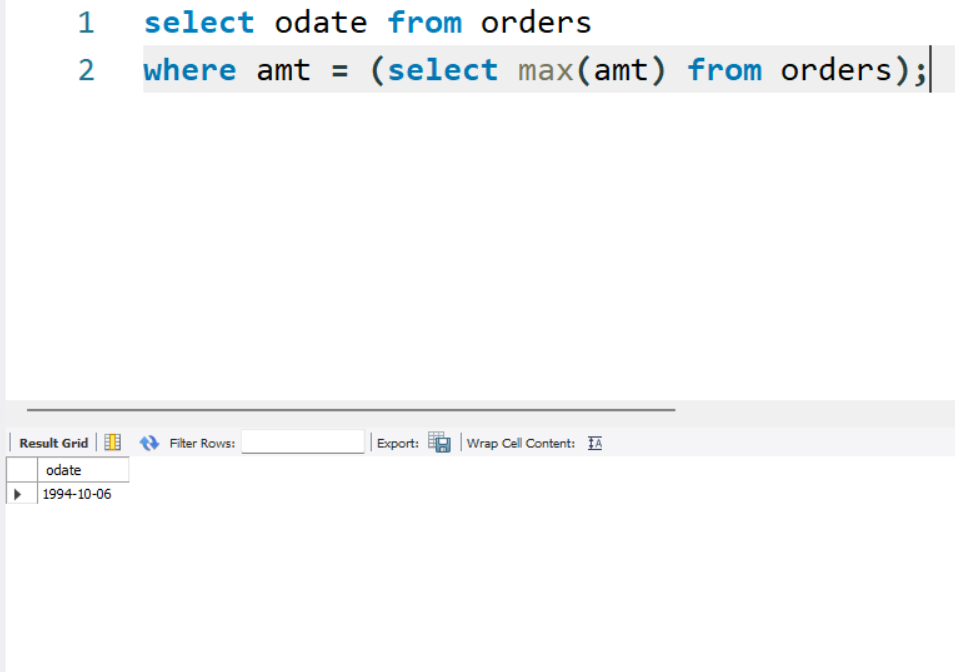 1 select odate from orders
2 where amt = (select max(amt) from orders);
Result Grid Filter Rows: Export: Wrap Cell Content: IA
odate
1994-10-06